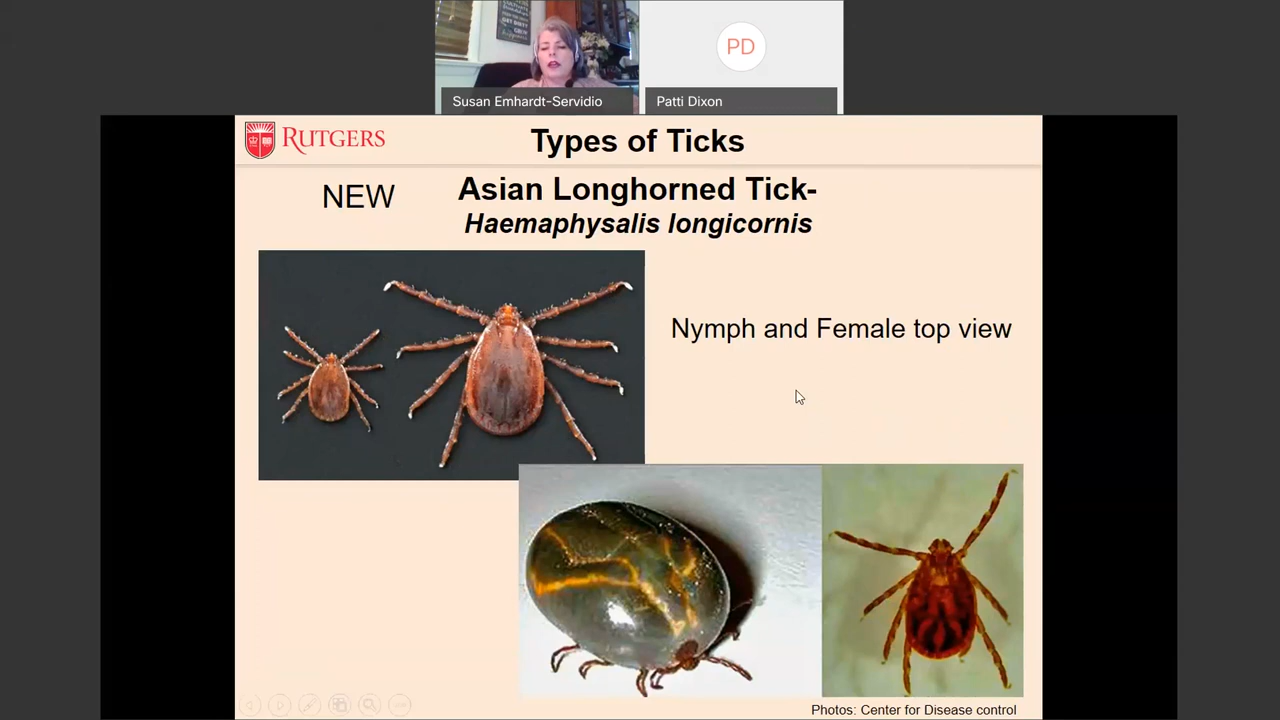 PD
Susan Emhardt-Servidio
Patti Dixon
RUTGERS
Types of Ticks
NEW
Asian Longhorned Tick-
Haemaphysalis longicornis
Nymph and Female top view
Photos: Center for Disease control